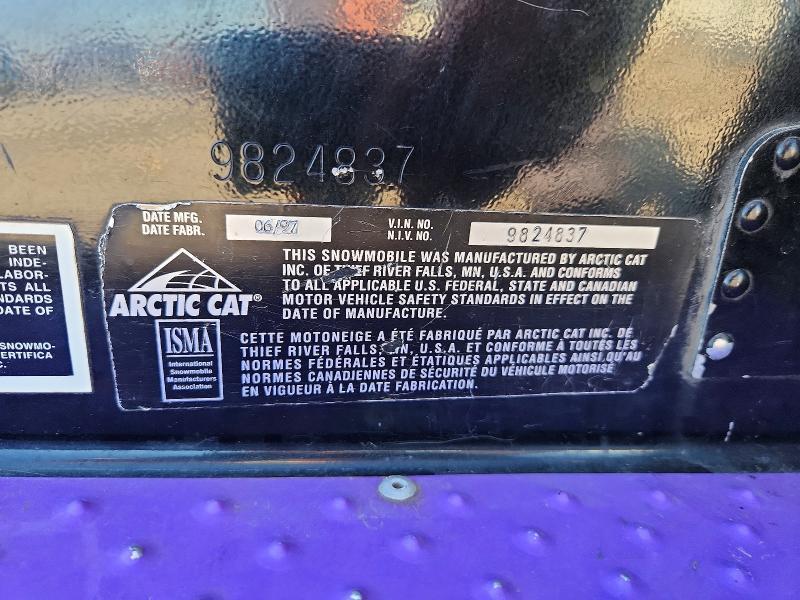 9824837
DATE MFG.
DATE FABR.
06/97
V.I.N. NO.
N.I.V. NO.
9824837
THIS SNOWMOBILE WAS MANUFACTURED BY ARCTIC CAT
INC. OF THIEF RIVER FALLS, MN, U.S.A. AND CONFORMS
TO ALL APPLICABLE U.S. FEDERAL, STATE AND CANADIAN
MOTOR VEHICLE SAFETY STANDARDS IN EFFECT ON THE
DATE OF MANUFACTURE.
ARCTIC CAT®
ISMA
International
Snowmobile
Manufacturers
Association
CETTE MOTONEIGE A ÉTÉ FABRIQUÉ PAR ARCTIC CAT INC. DE
THIEF RIVER FALLS, MN, U.S.A. ET CONFORME À TOUTES LES
NORMES FÉDÉRALES ET ÉTATIQUES APPLICABLES AINSI QU'AU
NORMES CANADIENNES DE SÉCURITÉ DU VÉHICULE MOTORISÉ
EN VIGUEUR À LA DATE FABRICATION.
BEEN
INDE-
LABOR-
TS ALL
NDARDS
DATE OF
SNOWMO-
CERTIFICA
C.